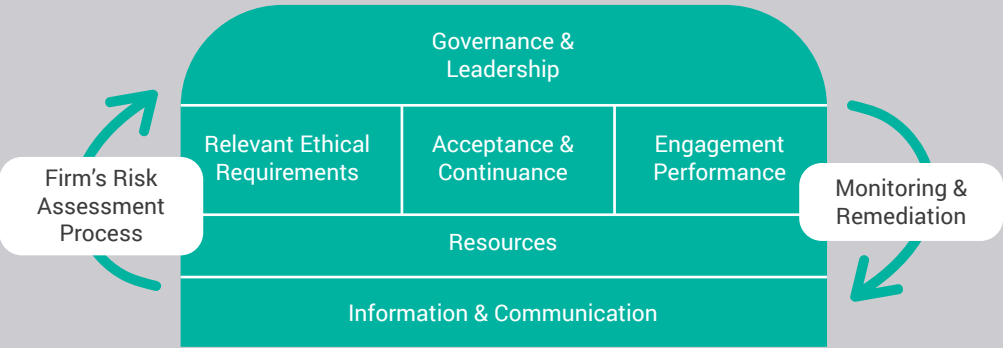 Governance &
Leadership
Relevant Ethical
Requirements
Acceptance &
Continuance
Engagement
Performance
Firm's Risk
Assessment
Process
Monitoring &
Remediation
Resources
Information & Communication